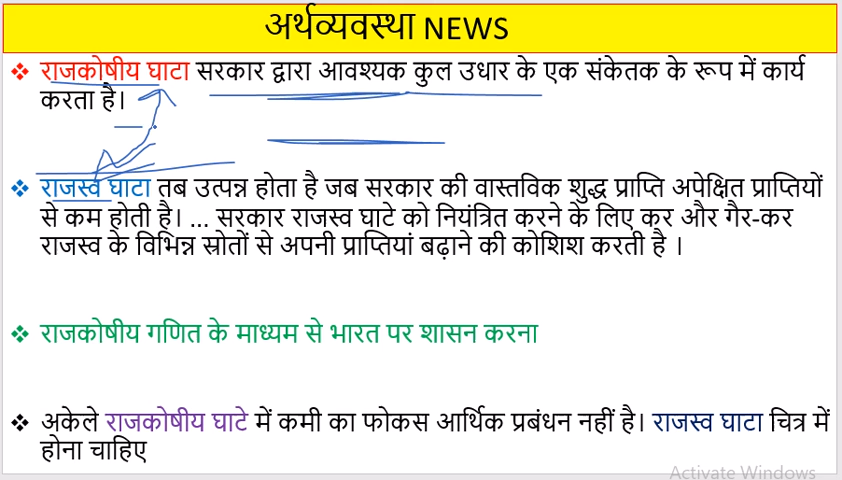 अर्थव्यवस्था NEWS
❖ राजकोषीय घाटा सरकार द्वारा आवश्यक कुल उधार के एक संकेतक के रूप में कार्य
करता है।
❖ राजस्व घाटा तब उत्पन्न होता है जब सरकार की वास्तविक शुद्ध प्राप्ति अपेक्षित प्राप्तियों
से कम होती है। ... सरकार राजस्व घाटे को नियंत्रित करने के लिए कर और गैर-कर
राजस्व के विभिन्न स्रोतों से अपनी प्राप्तियां बढ़ाने की कोशिश करती है ।
❖ राजकोषीय गणित के माध्यम से भारत पर शासन करना
❖ अकेले राजकोषीय घाटे में कमी का फोकस आर्थिक प्रबंधन नहीं है। राजस्व घाटा चित्र में
होना चाहिए
Activate Windows